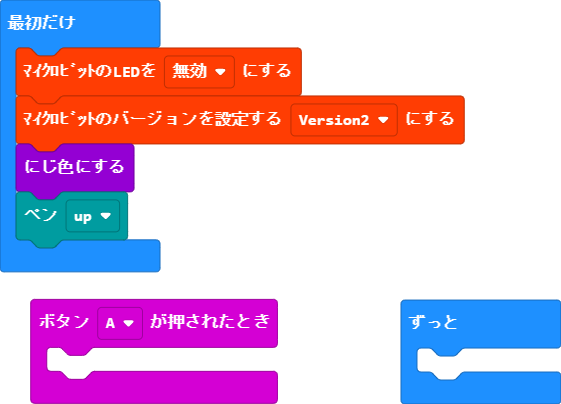 最初だけ
ﾏｲｸﾛﾋﾞｯﾄのLEDを 無効 にする
ﾏｲｸﾛﾋﾞｯﾄのバージョンを設定する Version2 にする
にじ色にする
ペン up
ボタン A が押されたとき
ずっと